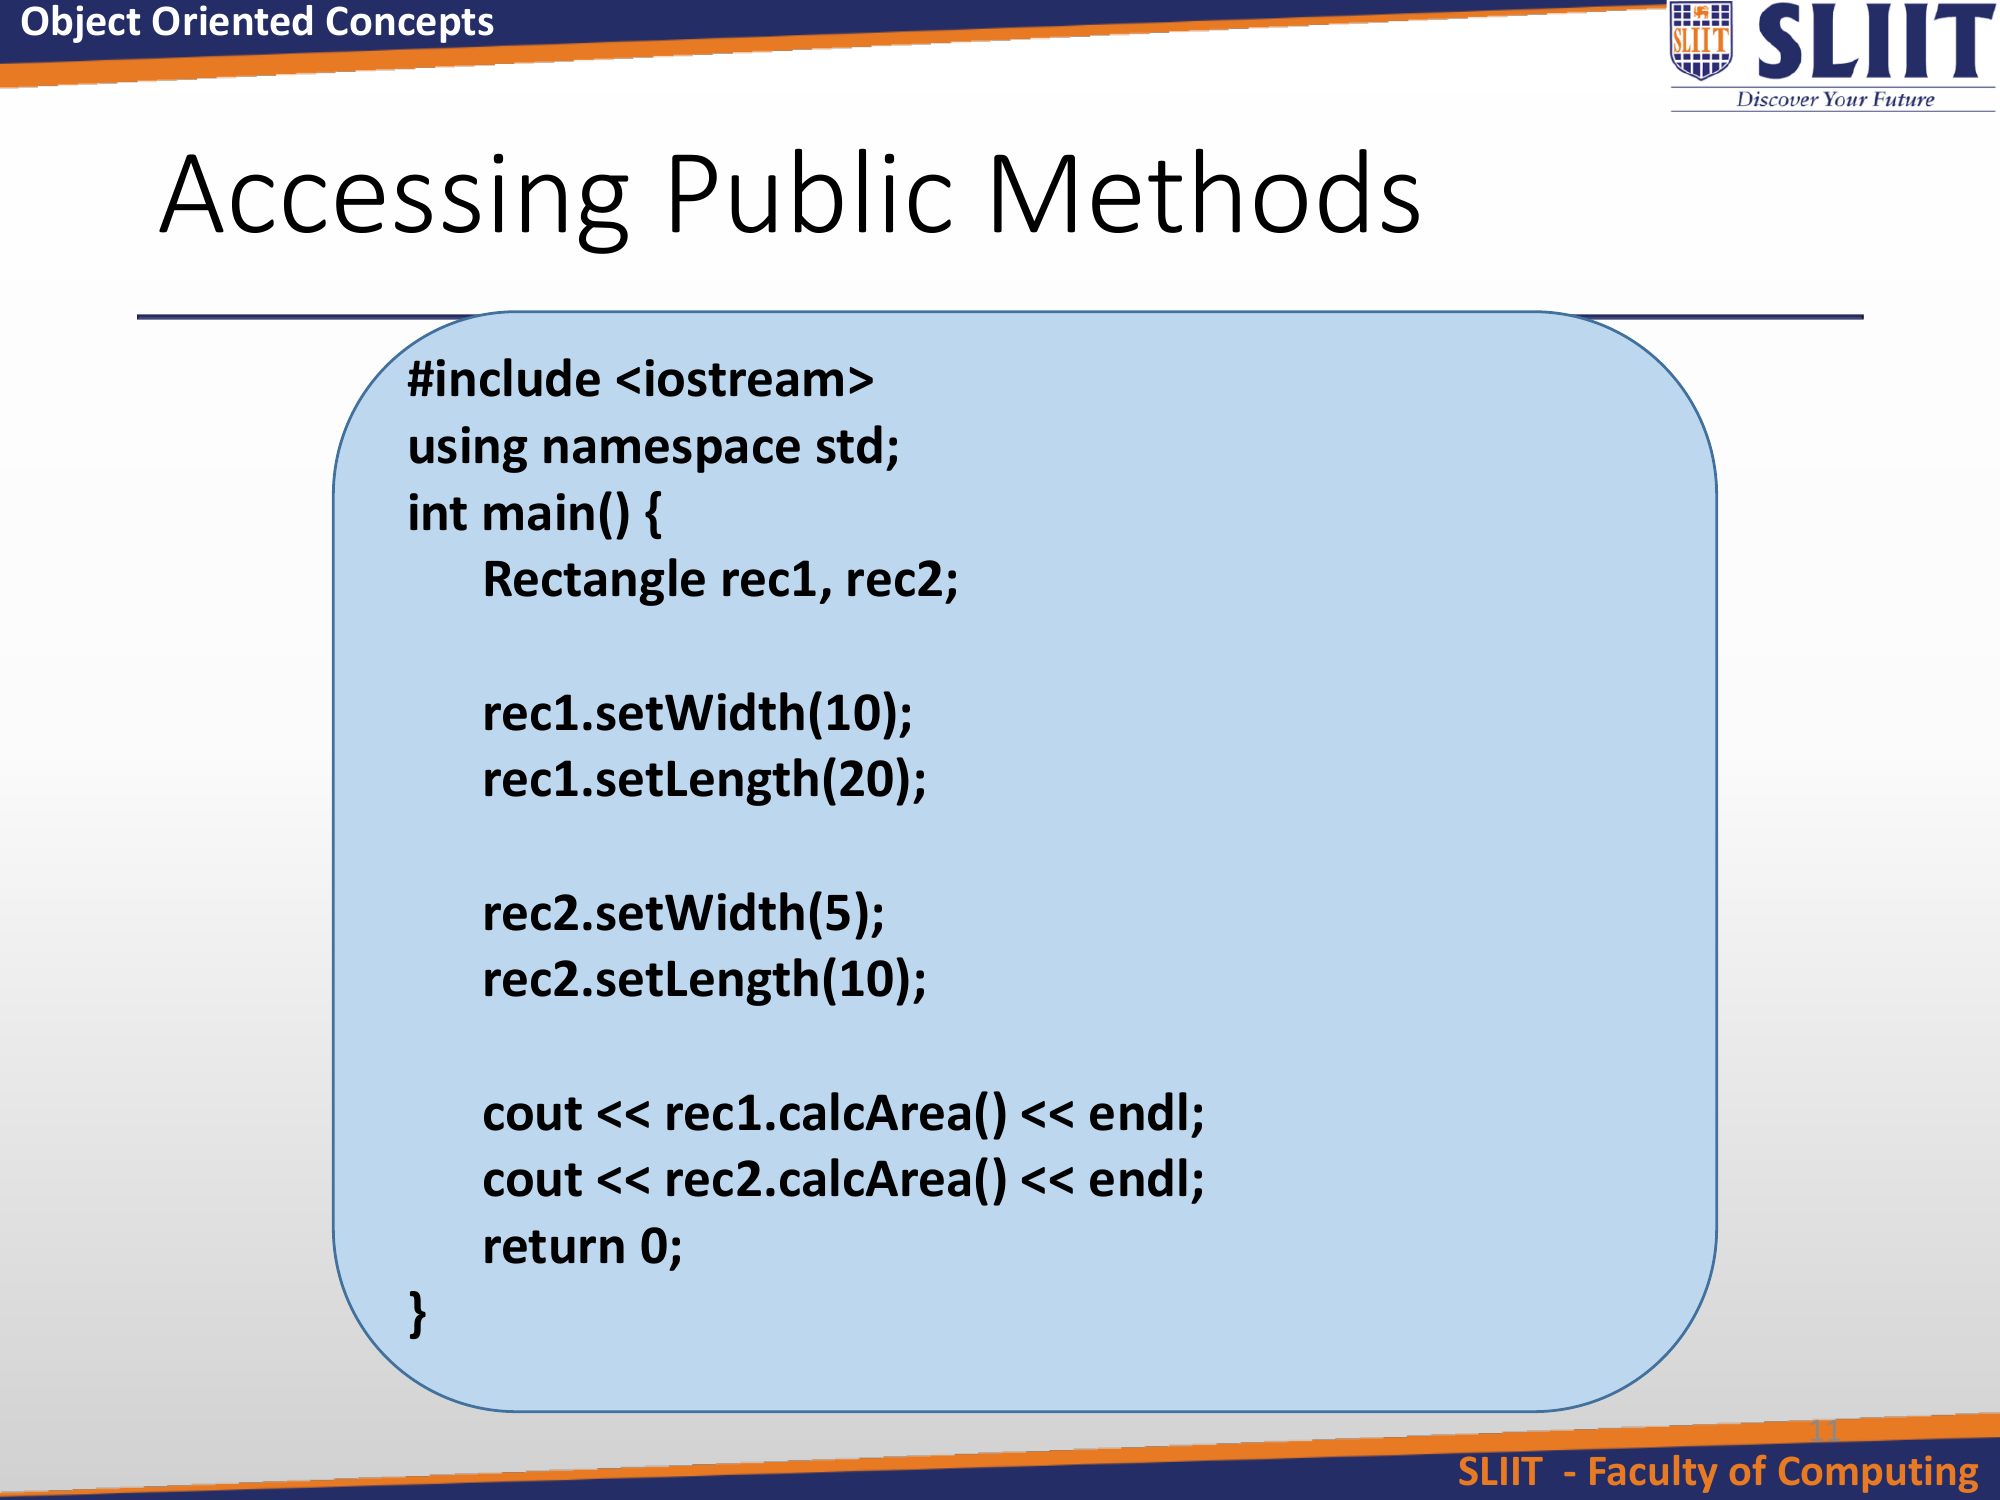 Object Oriented Concepts
SLIIT
SLIIT
Discover Your Future
Accessing Public Methods
#include <iostream>
using namespace std;
int main() {
Rectangle rec1, rec2;
rec1.setWidth(10);
rec1.setLength(20);
rec2.setWidth(5);
rec2.setLength(10);
cout << rec1.calcArea() << endl;
cout << rec2.calcArea() << endl;
return 0;
}
11
SLIIT - Faculty of Computing